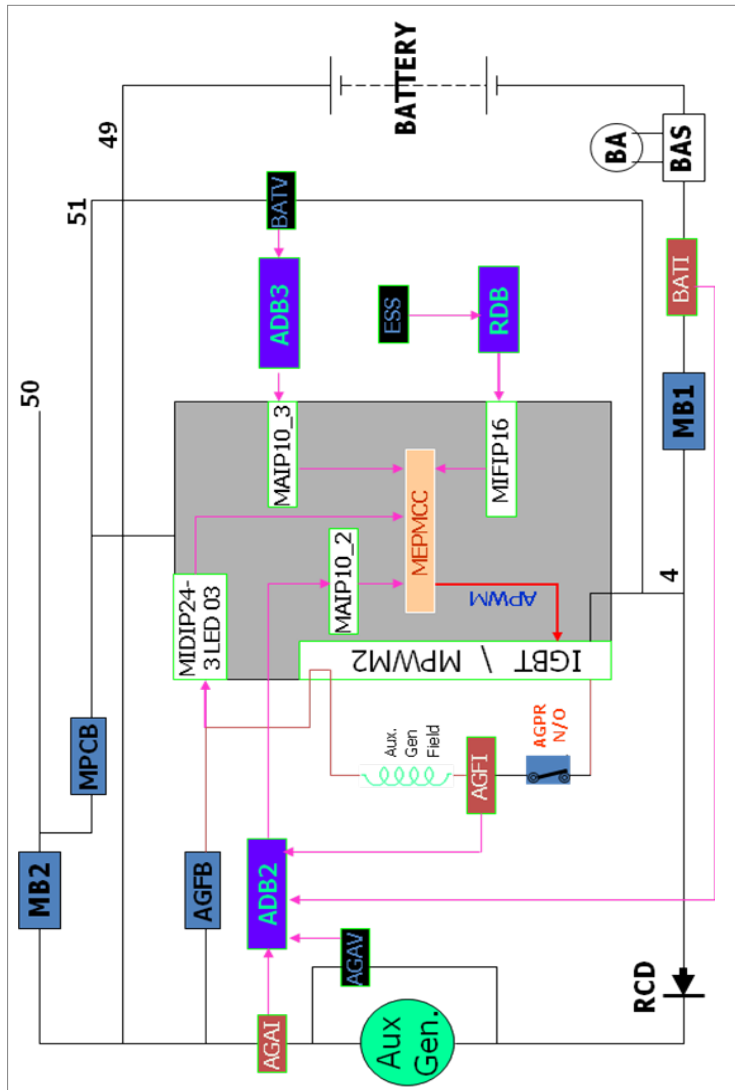 50
51
49
BATTERY
BA
BAS
BATV
ADB3
ESS
RDB
BATI
MB1
MAIP10_3
MIFIP16
MEPMCC
MIDIP24-
3 LED 03
MAIP10_2
APWM
4
IGBT / MPWM2
MPCB
MB2
AGFB
Aux.
Gen
Field
AGFI
AGPR
N/O
ADB2
AGAV
AGAI
Aux
Gen.
RCD